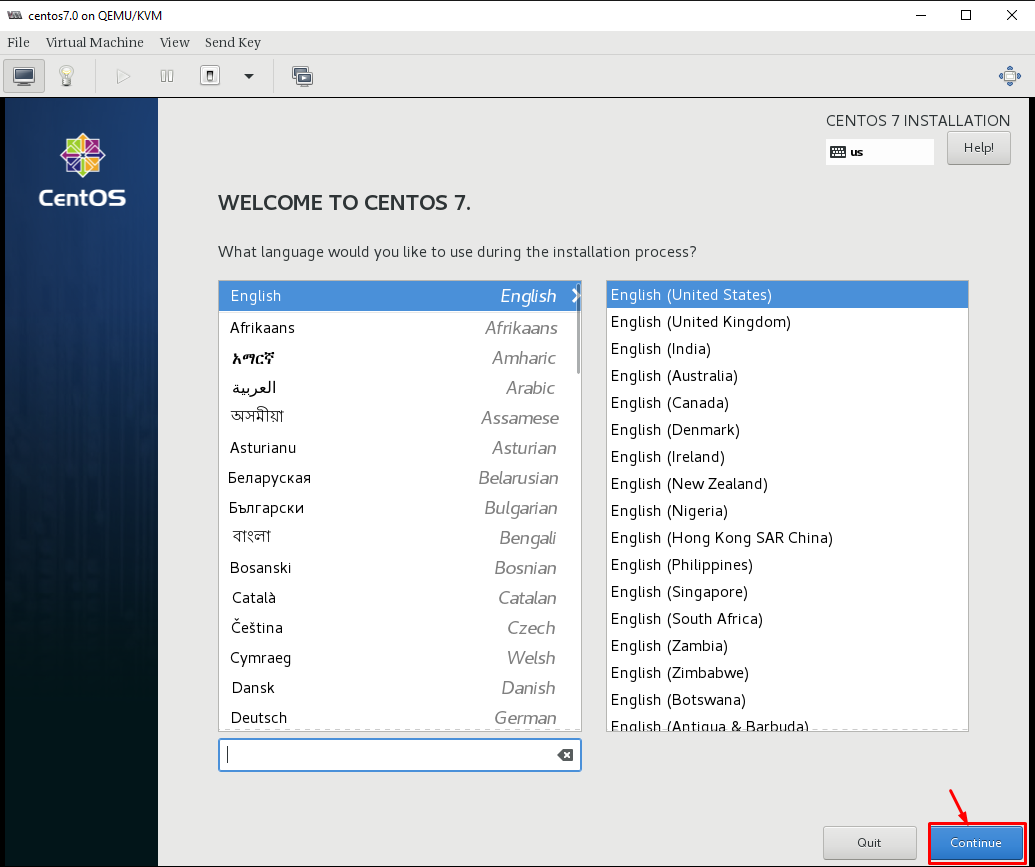 centos7.0 on QEMU/KVM
File Virtual Machine View Send Key
CentOS
CENTOS 7 INSTALLATION
us
Help!
WELCOME TO CENTOS 7.
What language would you like to use during the installation process?
English English
Afrikaans Afrikaans
አማርኛ Amharic
العربية Arabic
অসমীয়া Assamese
Asturianu Asturian
Беларуская Belarusian
Български Bulgarian
বাংলা Bengali
Bosanski Bosnian
Català Catalan
Čeština Czech
Cymraeg Welsh
Dansk Danish
Deutsch German
English (United States)
English (United Kingdom)
English (India)
English (Australia)
English (Canada)
English (Denmark)
English (Ireland)
English (New Zealand)
English (Nigeria)
English (Hong Kong SAR China)
English (Philippines)
English (Singapore)
English (South Africa)
English (Zambia)
English (Zimbabwe)
English (Botswana)
English (Antigua & Barbuda)
Quit
Continue